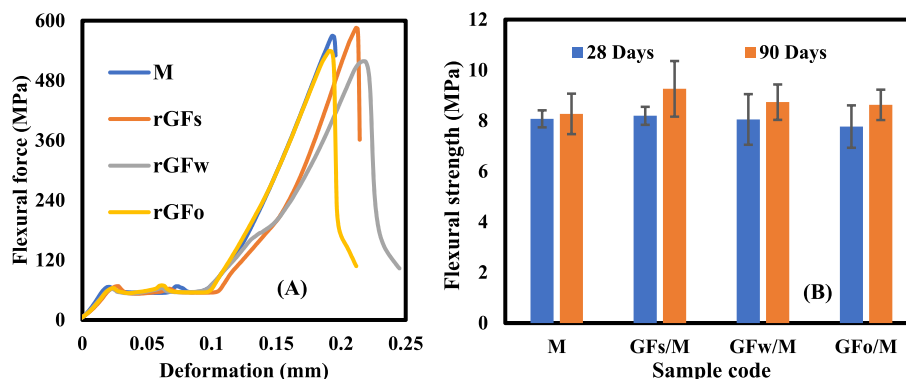 600
480
360
240
120
0
Flexural force (MPa)
M
rGFs
rGFw
rGFo
(A)
0 0.05 0.1 0.15 0.2 0.25
Deformation (mm)
12
10
8
6
4
2
0
Flexural strength (MPa)
28 Days 90 Days
(B)
M GFs/M GFw/M GFo/M
Sample code